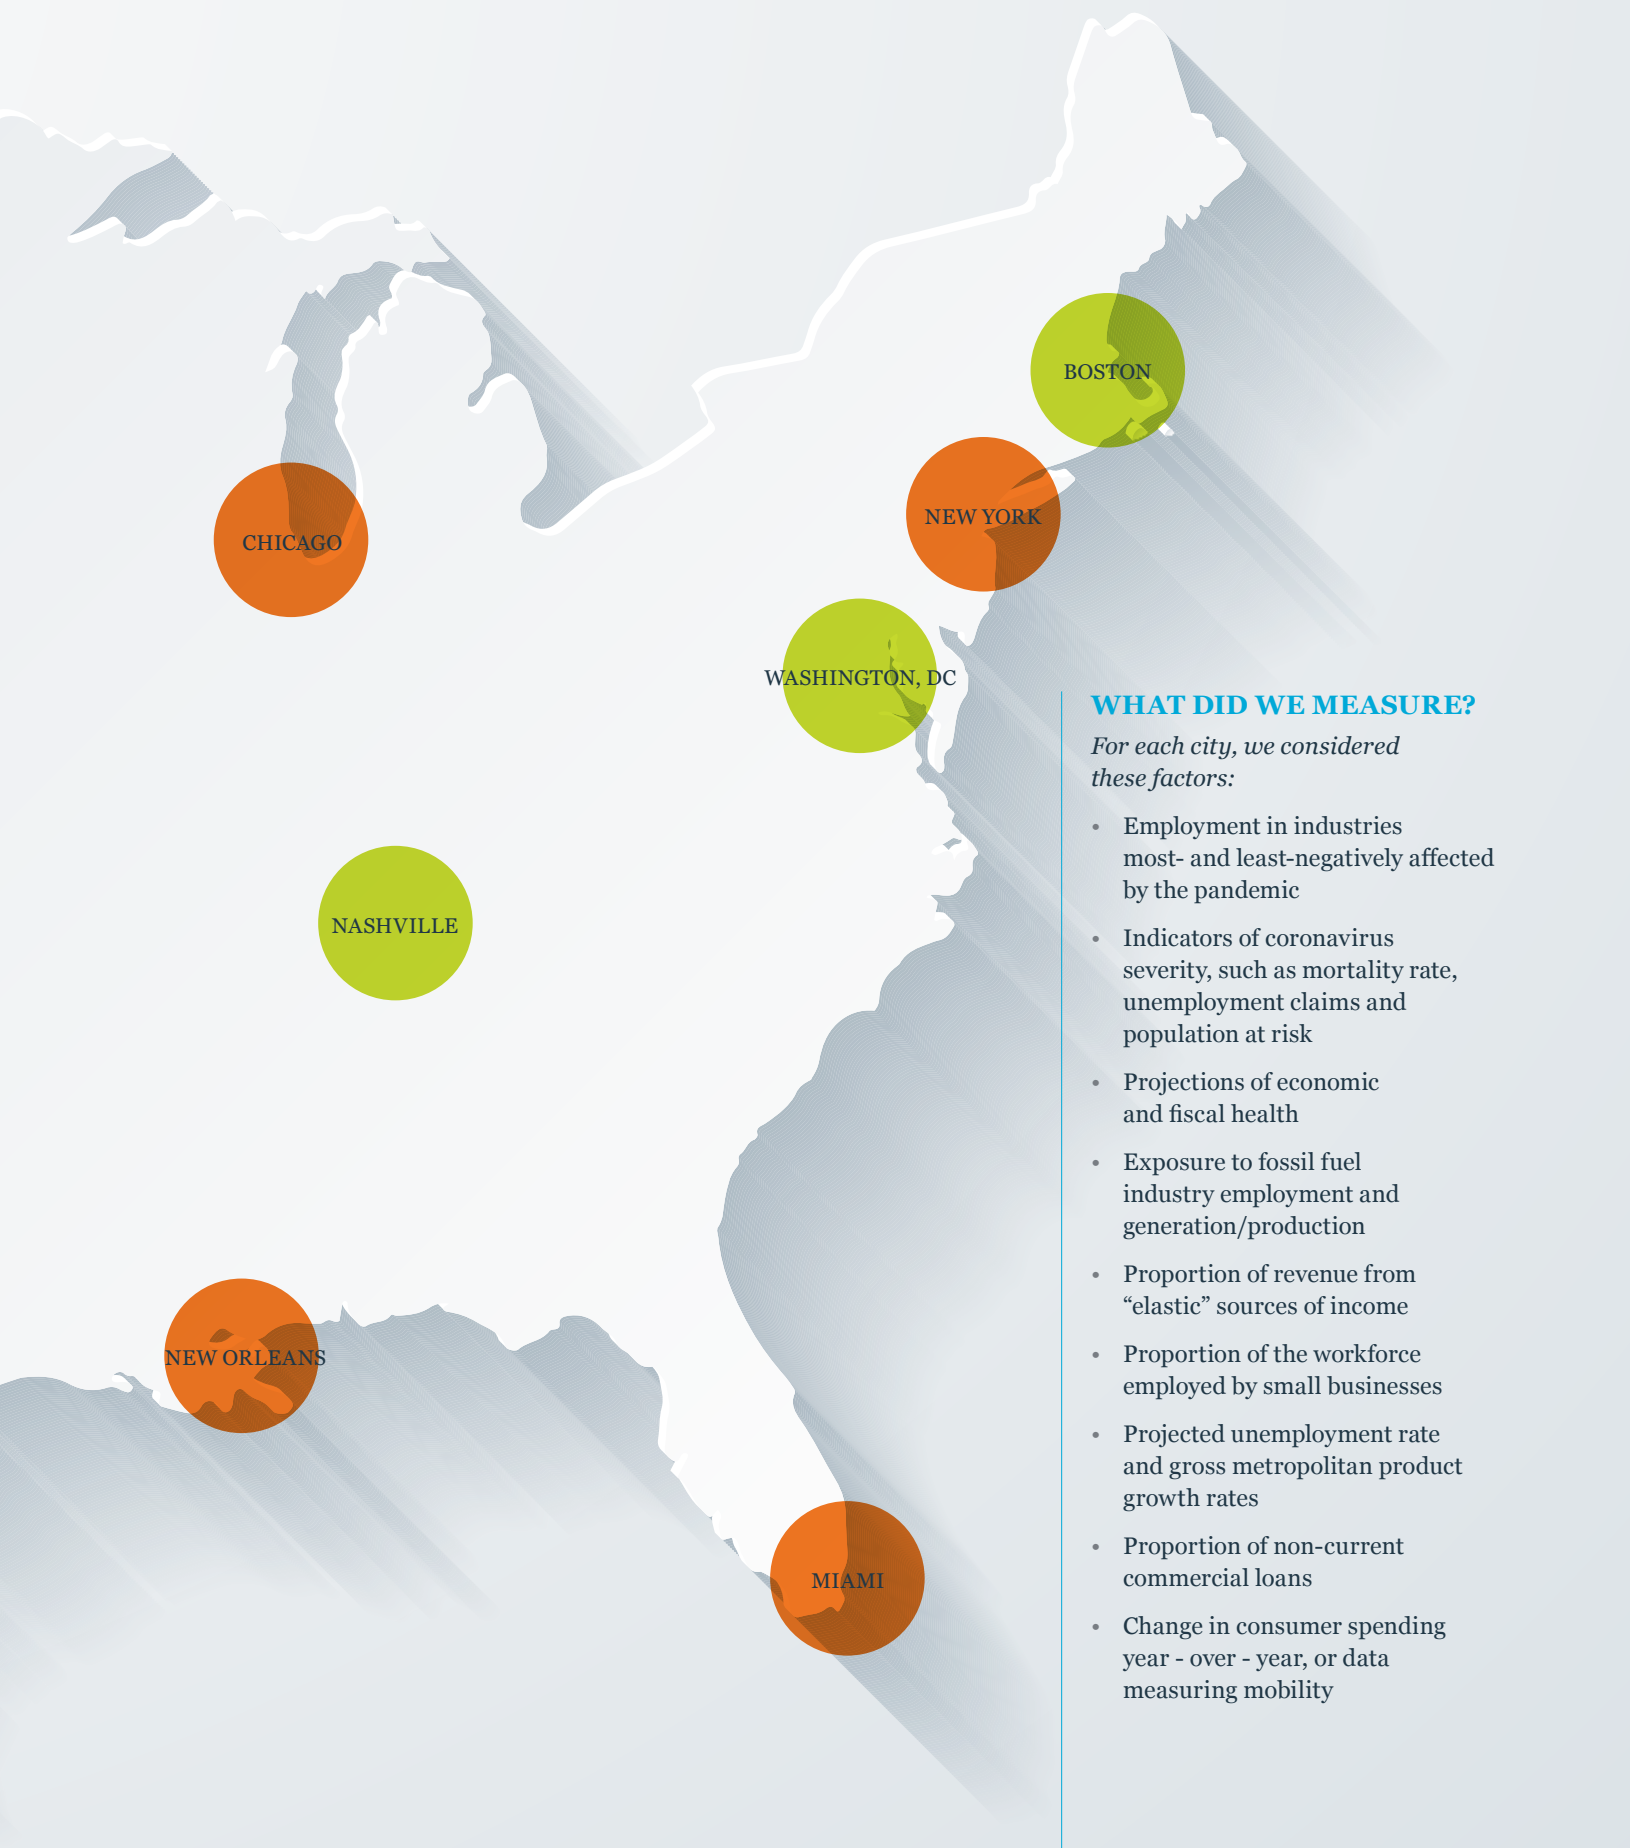 BOSTON
NEW YORK
CHICAGO
WASHINGTON, DC
NASHVILLE
NEW ORLEANS
MIAMI
WHAT DID WE MEASURE?
For each city, we considered
these factors:
• Employment in industries
most- and least-negatively affected
by the pandemic
• Indicators of coronavirus
severity, such as mortality rate,
unemployment claims and
population at risk
• Projections of economic
and fiscal health
• Exposure to fossil fuel
industry employment and
generation/production
• Proportion of revenue from
“elastic” sources of income
• Proportion of the workforce
employed by small businesses
• Projected unemployment rate
and gross metropolitan product
growth rates
• Proportion of non-current
commercial loans
• Change in consumer spending
year - over - year, or data
measuring mobility